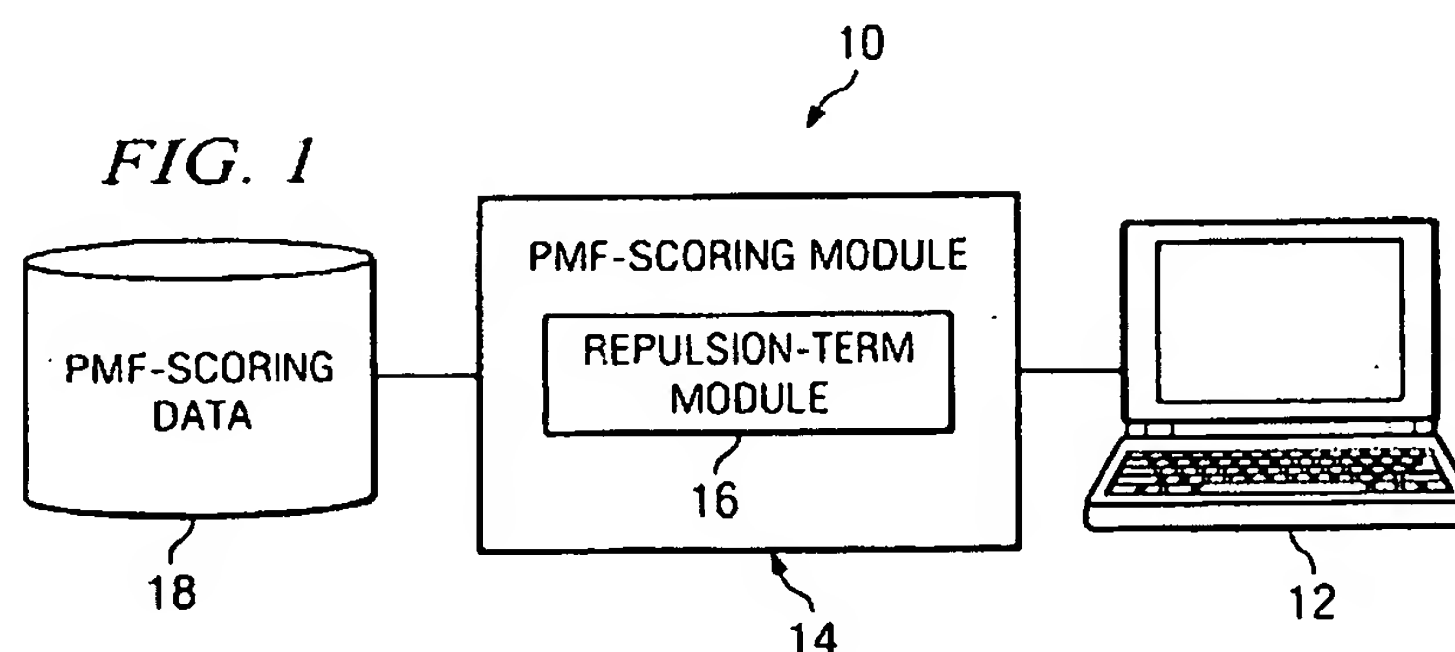 10
FIG. 1
PMF-SCORING MODULE
REPULSION-TERM
MODULE
PMF-SCORING
DATA
16
18
14
12